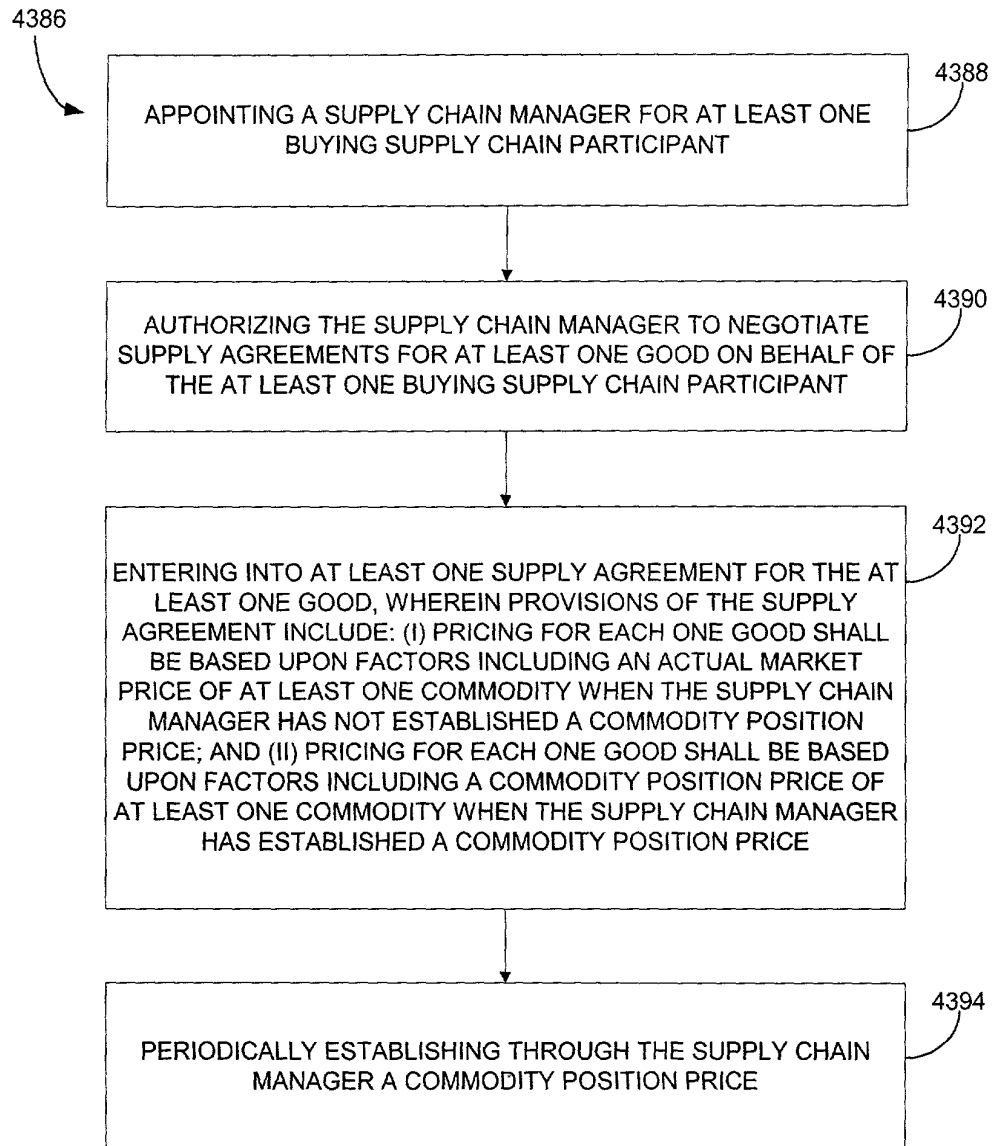 4386
4388
APPOINTING A SUPPLY CHAIN MANAGER FOR AT LEAST ONE
BUYING SUPPLY CHAIN PARTICIPANT
4390
AUTHORIZING THE SUPPLY CHAIN MANAGER TO NEGOTIATE
SUPPLY AGREEMENTS FOR AT LEAST ONE GOOD ON BEHALF OF
THE AT LEAST ONE BUYING SUPPLY CHAIN PARTICIPANT
4392
ENTERING INTO AT LEAST ONE SUPPLY AGREEMENT FOR THE AT
LEAST ONE GOOD, WHEREIN PROVISIONS OF THE SUPPLY
AGREEMENT INCLUDE: (I) PRICING FOR EACH ONE GOOD SHALL
BE BASED UPON FACTORS INCLUDING AN ACTUAL MARKET
PRICE OF AT LEAST ONE COMMODITY WHEN THE SUPPLY CHAIN
MANAGER HAS NOT ESTABLISHED A COMMODITY POSITION
PRICE; AND (II) PRICING FOR EACH ONE GOOD SHALL BE BASED
UPON FACTORS INCLUDING A COMMODITY POSITION PRICE OF
AT LEAST ONE COMMODITY WHEN THE SUPPLY CHAIN MANAGER
HAS ESTABLISHED A COMMODITY POSITION PRICE
4394
PERIODICALLY ESTABLISHING THROUGH THE SUPPLY CHAIN
MANAGER A COMMODITY POSITION PRICE